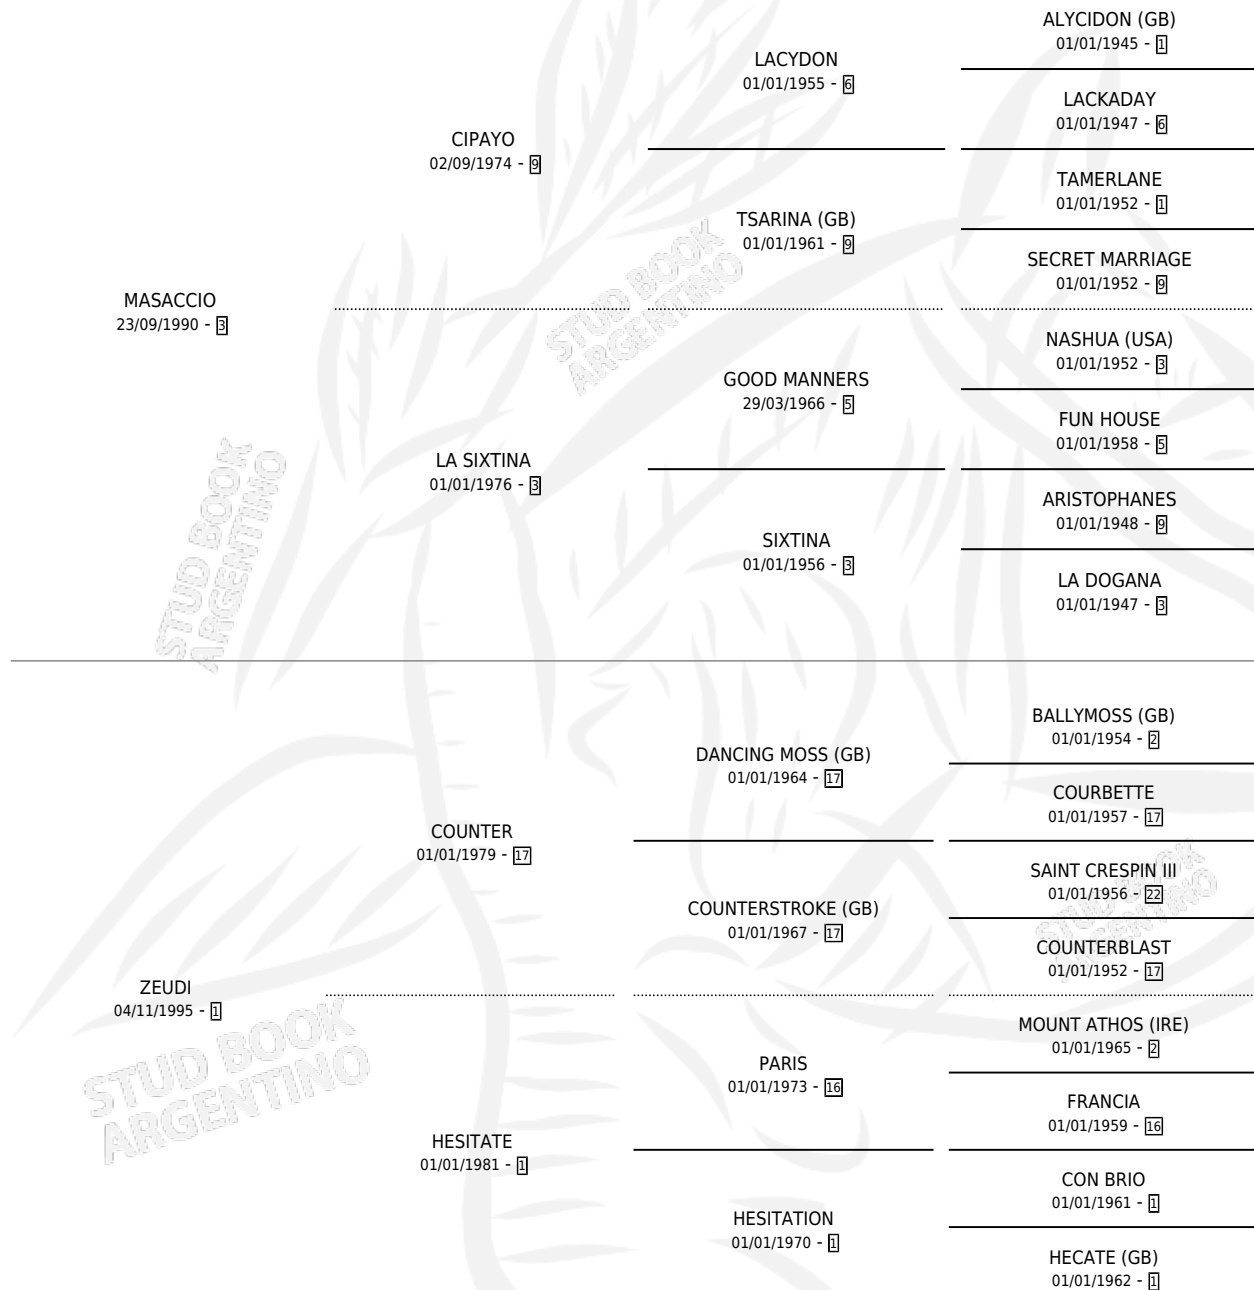 ALYCIDON (GB)
01/01/1945 - 1
LACYDON
01/01/1955 - 6
LACKADAY
01/01/1947 - 6
CIPAYO
02/09/1974 - 9
TAMERLANE
01/01/1952 - 1
TSARINA (GB)
01/01/1961 - 9
SECRET MARRIAGE
01/01/1952 - 9
MASACCIO
23/09/1990 - 3
STUD BOOK
ARGENTINO
NASHUA (USA)
01/01/1952 - 3
GOOD MANNERS
29/03/1966 - 5
FUN HOUSE
01/01/1958 - 5
LA SIXTINA
01/01/1976 - 3
ARISTOPHANES
01/01/1948 - 9
SIXTINA
01/01/1956 - 3
LA DOGANA
01/01/1947 - 3
STUD BOOK
ARGENTINO
BALLYMOSS (GB)
01/01/1954 - 2
DANCING MOSS (GB)
01/01/1964 - 17
COURBETTE
01/01/1957 - 17
COUNTER
01/01/1979 - 17
SAINT CRESPIN III
01/01/1956 - 22
COUNTERSTROKE (GB)
01/01/1967 - 17
COUNTERBLAST
01/01/1952 - 17
STUD BOOK
ARGENTINO
ZEUDI
04/11/1995 - 1
MOUNT ATHOS (IRE)
01/01/1965 - 2
PARIS
01/01/1973 - 16
FRANCIA
01/01/1959 - 16
STUD BOOK
ARGENTINO
HESITATE
01/01/1981 - 1
CON BRIO
01/01/1961 - 1
HESITATION
01/01/1970 - 1
HECATE (GB)
01/01/1962 - 1